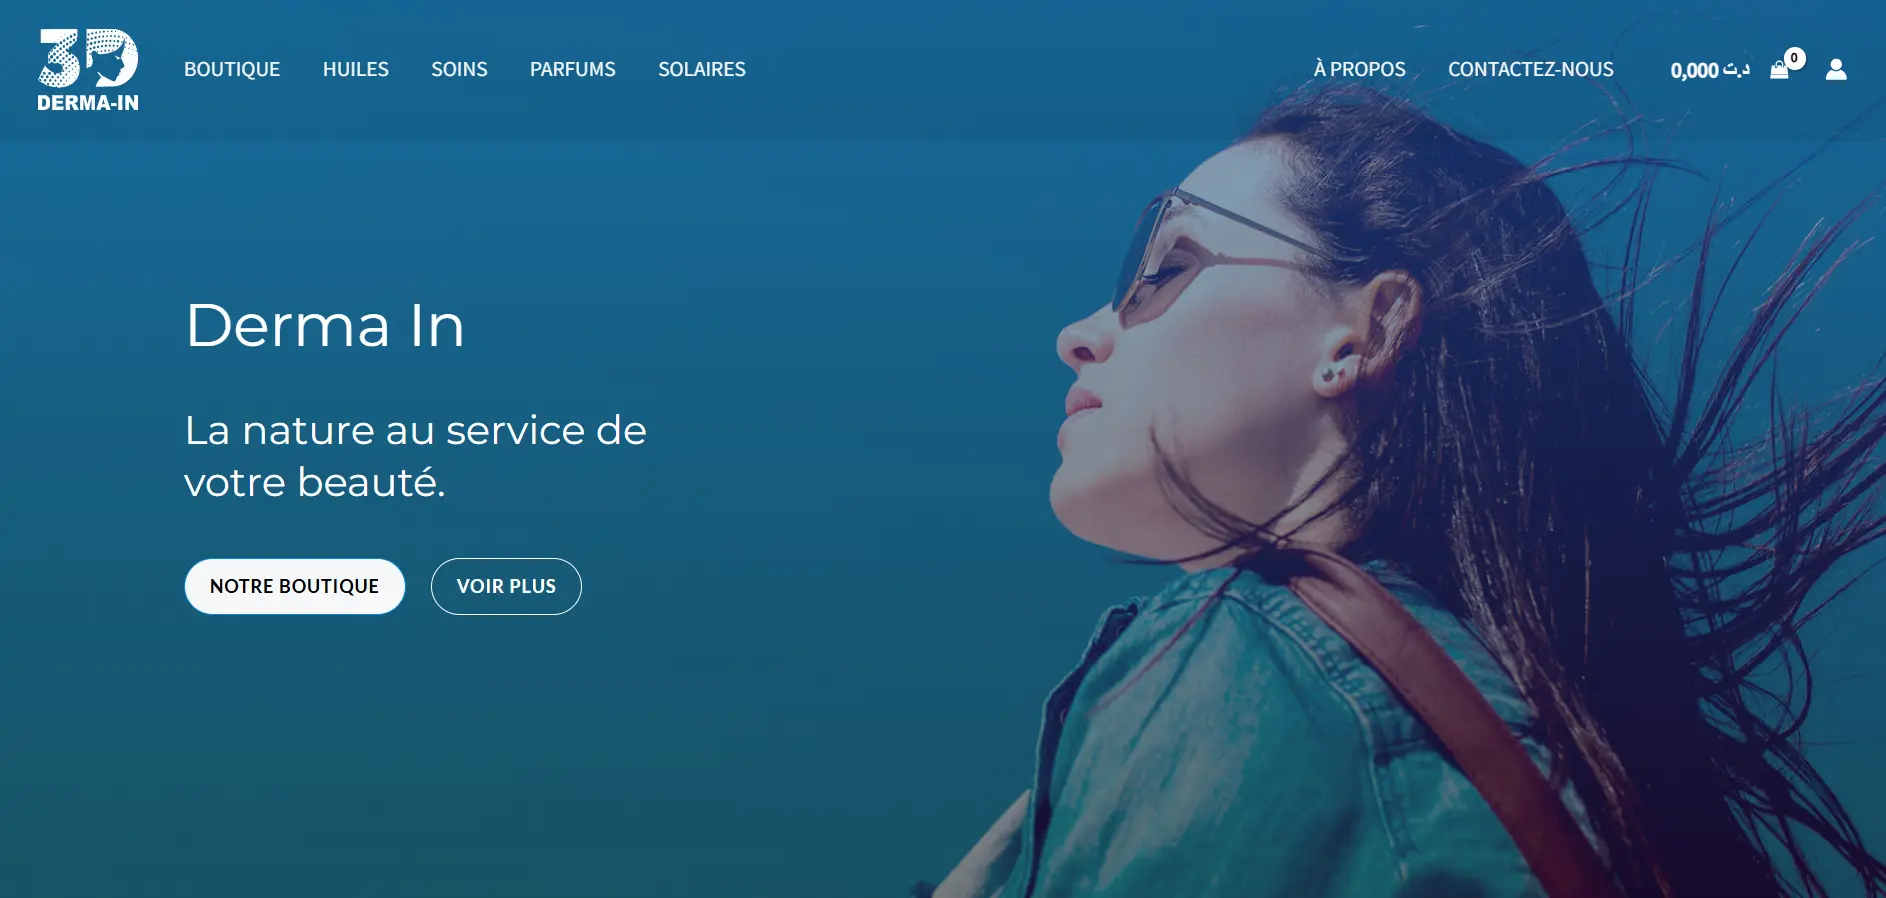 3D
DERMA-IN
BOUTIQUE
HUILES
SOINS
PARFUMS
SOLAIRES
À PROPOS
CONTACTEZ-NOUS
0,000 د.ت
0
Derma In
La nature au service de
votre beauté.
NOTRE BOUTIQUE
VOIR PLUS